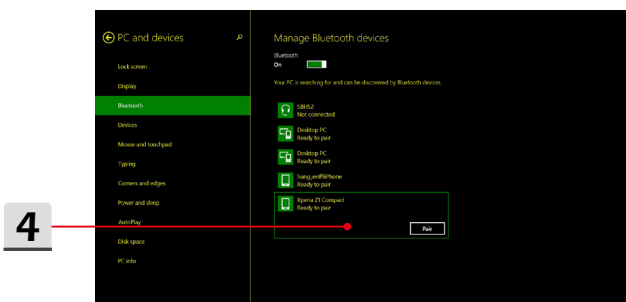 PC and devices
Lock screen
Display
Bluetooth
Devices
Mouse and touchpad
Typing
Corners and edges
Power and sleep
AutoPlay
Disk space
PC info
Manage Bluetooth devices
Bluetooth
On
Your PC is searching for and can be discovered by Bluetooth devices.
SBH52
Not connected
Desktop PC
Ready to pair
Desktop PC
Ready to pair
Ready to pair
Xperia Z1 Compact
Ready to pair
Pair
4